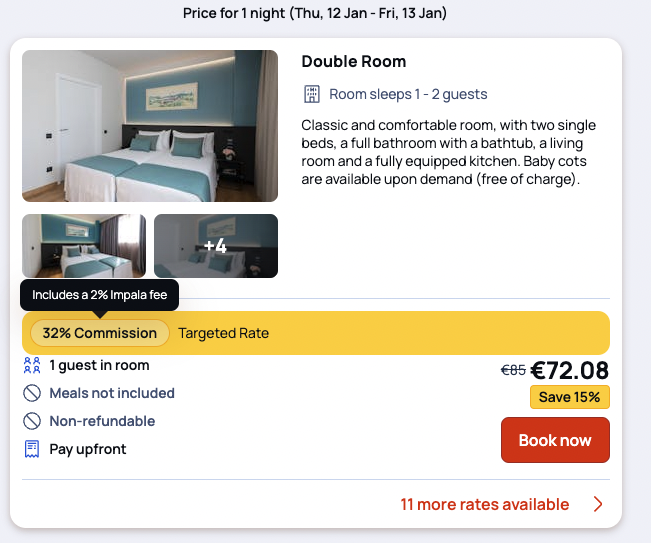 Price for 1 night (Thu, 12 Jan - Fri, 13 Jan)
Double Room
Room sleeps 1 - 2 guests
Classic and comfortable room, with two single
beds, a full bathroom with a bathtub, a living
room and a fully equipped kitchen. Baby cots
are available upon demand (free of charge).
+4
Includes a 2% Impala fee
32% Commission Targeted Rate
1 guest in room
Meals not included
Non-refundable
Pay upfront
€85 €72.08
Save 15%
Book now
11 more rates available